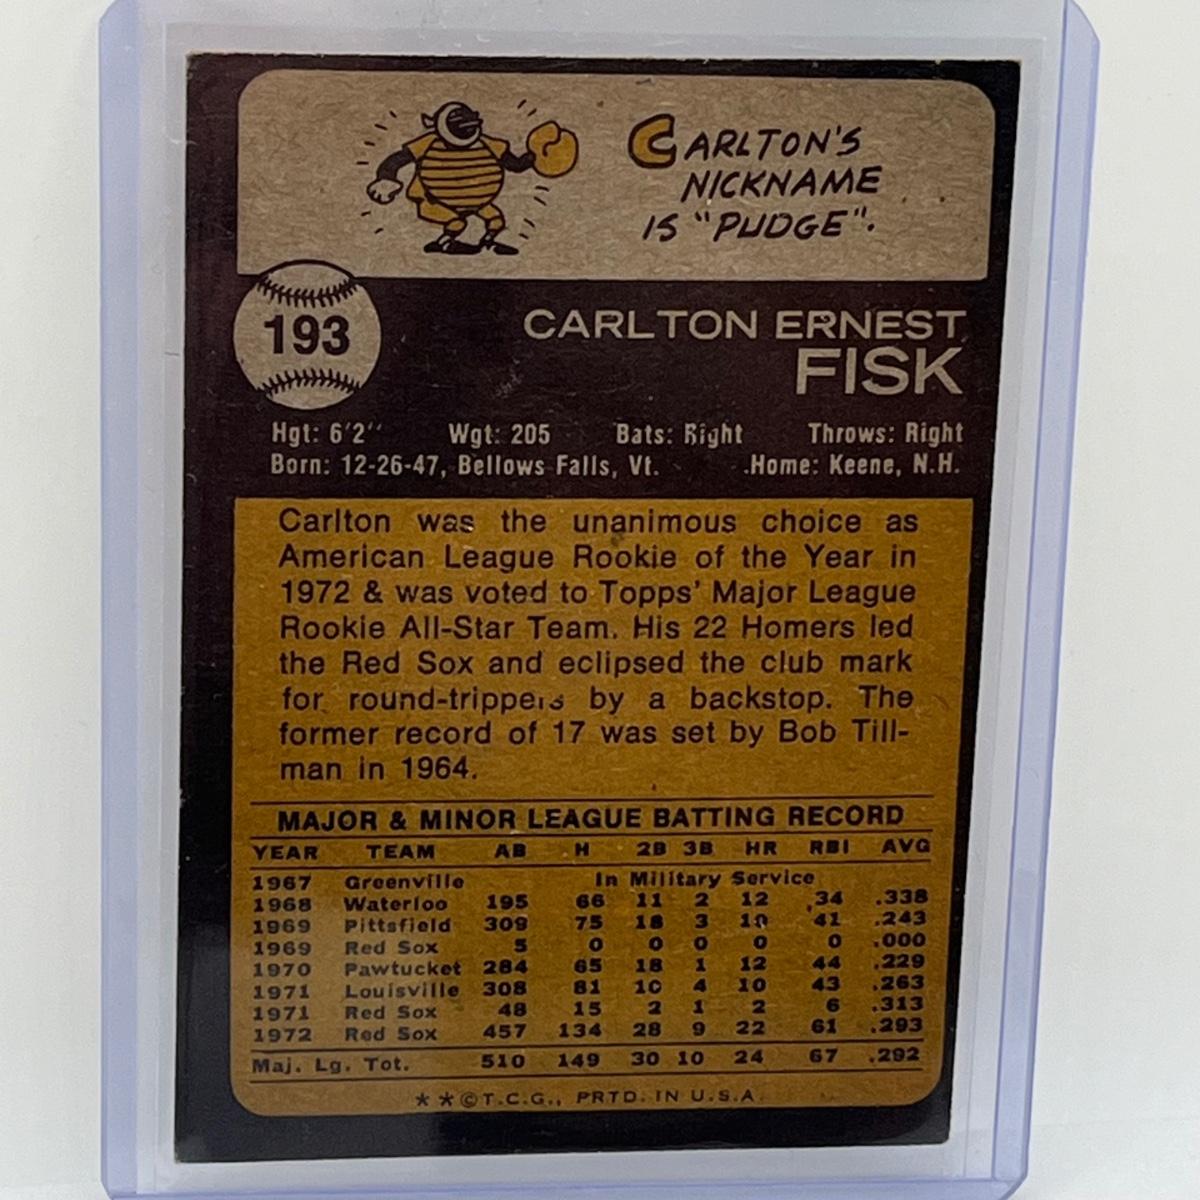 CARLTON'S
NICKNAME
IS "PUDGE".
193
CARLTON ERNEST
FISK
Hgt: 6'2" Wgt: 205 Bats: Right Throws: Right
Born: 12-26-47, Bellows Falls, Vt. Home: Keene, N.H.
Carlton was the unanimous choice as
American League Rookie of the Year in
1972 & was voted to Topps' Major League
Rookie All-Star Team. His 22 Homers led
the Red Sox and eclipsed the club mark
for round-trippers by a backstop. The
former record of 17 was set by Bob Till-
man in 1964.
MAJOR & MINOR LEAGUE BATTING RECORD
YEAR TEAM AB H 2B 3B HR RBI AVG
1967 Greenville In Military Service
1968 Waterloo 195 66 11 2 12 34 .338
1969 Pittsfield 309 75 18 3 10 41 .243
1969 Red Sox 5 0 0 0 0 0 .000
1970 Pawtucket 284 65 18 1 12 44 .229
1971 Louisville 308 81 10 4 10 43 .263
1971 Red Sox 48 15 2 1 2 6 .313
1972 Red Sox 457 134 28 9 22 61 .293
Maj. Lg. Tot. 510 149 30 10 24 67 .292
**©T.C.G., PRTD. IN U.S.A.